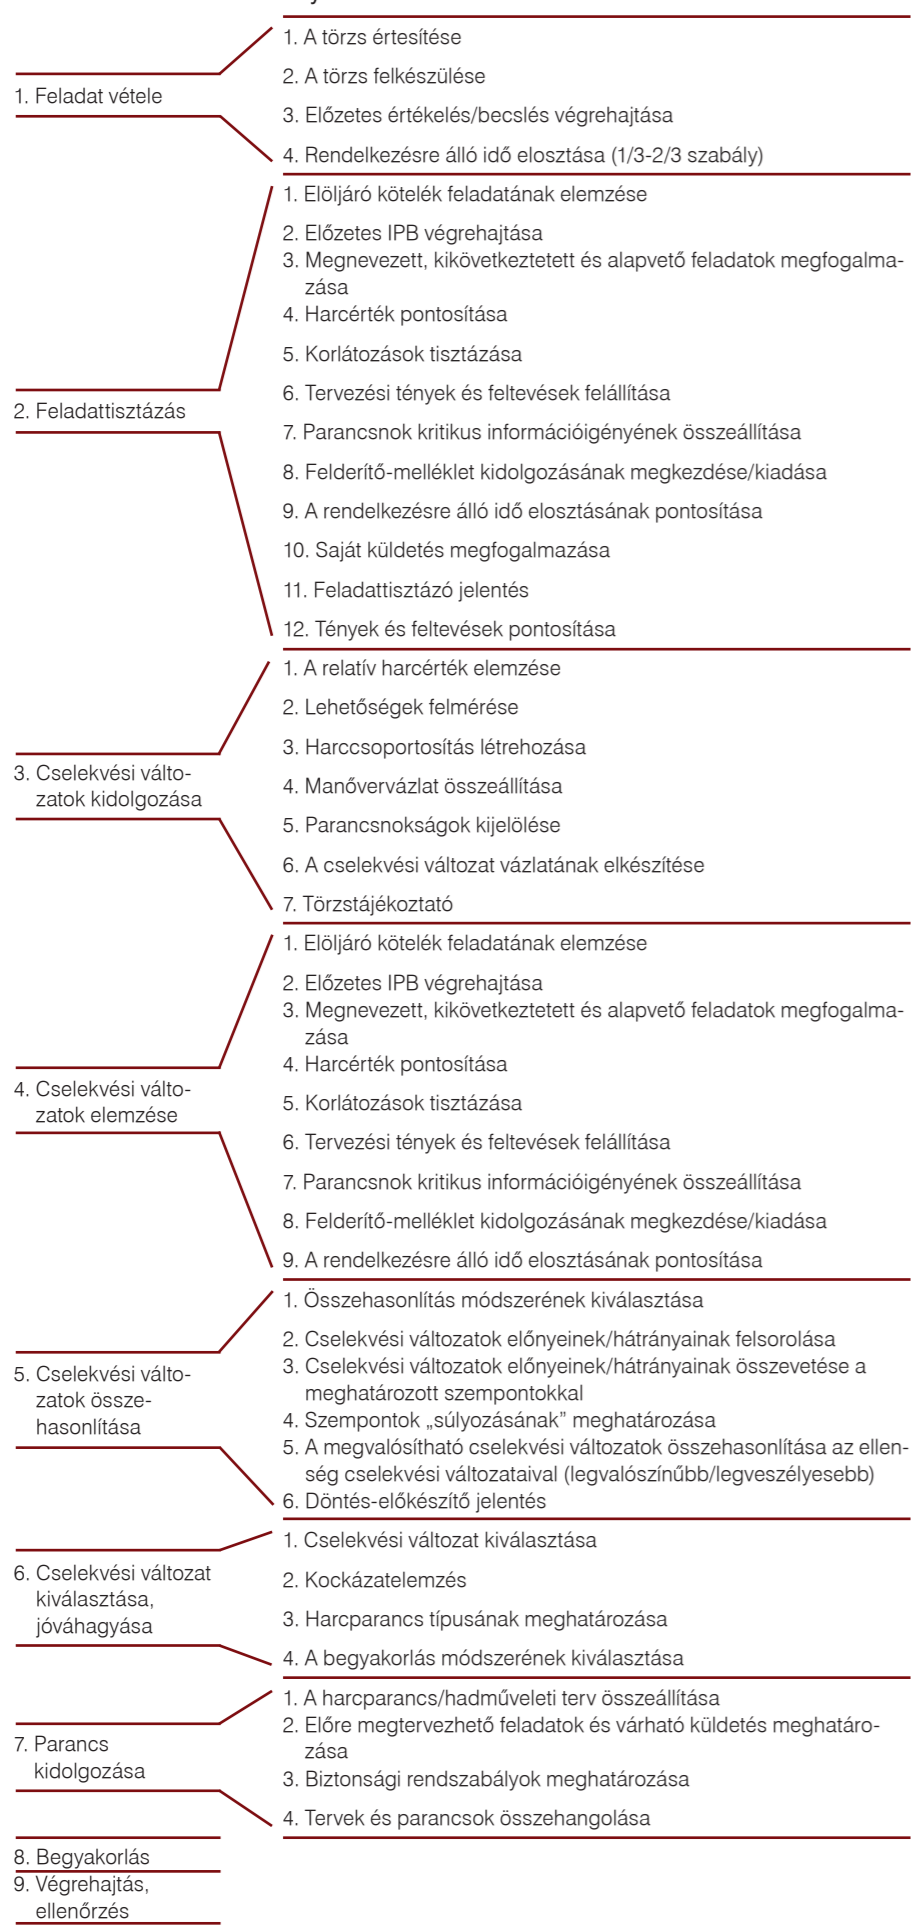 1. A törzs értesítése
2. A törzs felkészülése
1. Feladat vétele
3. Előzetes értékelés/becslés végrehajtása
4. Rendelkezésre álló idő elosztása (1/3-2/3 szabály)
1. Elöljáró kötelék feladatának elemzése
2. Előzetes IPB végrehajtása
3. Megnevezett, kikövetkeztetett és alapvető feladatok megfogalma-
zása
4. Harcérték pontosítása
5. Korlátozások tisztázása
6. Tervezési tények és feltevések felállítása
2. Feladattisztázás
7. Parancsnok kritikus információigényének összeállítása
8. Felderítő-melléklet kidolgozásának megkezdése/kiadása
9. A rendelkezésre álló idő elosztásának pontosítása
10. Saját küldetés megfogalmazása
11. Feladattisztázó jelentés
12. Tények és feltevések pontosítása
1. A relatív harcérték elemzése
2. Lehetőségek felmérése
3. Harccsoportosítás létrehozása
3. Cselekvési válto-
zatok kidolgozása
4. Manővervázlat összeállítása
5. Parancsnokságok kijelölése
6. A cselekvési változat vázlatának elkészítése
7. Törzstájékoztató
1. Elöljáró kötelék feladatának elemzése
2. Előzetes IPB végrehajtása
3. Megnevezett, kikövetkeztetett és alapvető feladatok megfogalma-
zása
4. Harcérték pontosítása
4. Cselekvési válto-
zatok elemzése
5. Korlátozások tisztázása
6. Tervezési tények és feltevések felállítása
7. Parancsnok kritikus információigényének összeállítása
8. Felderítő-melléklet kidolgozásának megkezdése/kiadása
9. A rendelkezésre álló idő elosztásának pontosítása
1. Összehasonlítás módszerének kiválasztása
2. Cselekvési változatok előnyeinek/hátrányainak felsorolása
3. Cselekvési változatok előnyeinek/hátrányainak összevetése a
meghatározott szempontokkal
5. Cselekvési válto-
zatok össze-
hasonlítása
4. Szempontok „súlyozásának” meghatározása
5. A megvalósítható cselekvési változatok összehasonlítása az ellen-
ség cselekvési változataival (legvalószínűbb/legveszélyesebb)
6. Döntés-előkészítő jelentés
1. Cselekvési változat kiválasztása
6. Cselekvési változat
kiválasztása,
jóváhagyása
2. Kockázatelemzés
3. Harcparancs típusának meghatározása
4. A begyakorlás módszerének kiválasztása
1. A harcparancs/hadműveleti terv összeállítása
2. Előre megtervezhető feladatok és várható küldetés meghatáro-
zása
7. Parancs
kidolgozása
3. Biztonsági rendszabályok meghatározása
4. Tervek és parancsok összehangolása
8. Begyakorlás
9. Végrehajtás,
ellenőrzés